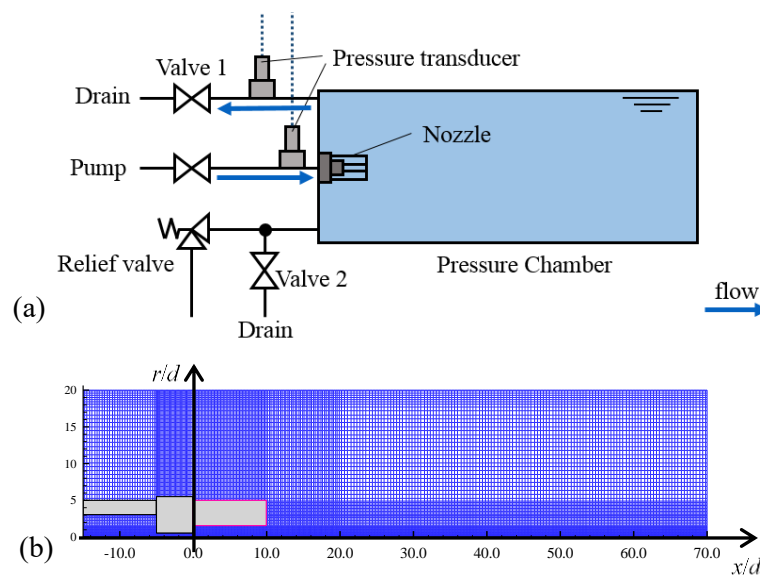 Valve 1
Pressure transducer
Drain
Nozzle
Pump
Relief valve
Valve 2
Pressure Chamber
flow
(a)
Drain
r/d
20
15
10
5
0
(b)
-10.0 0.0 10.0 20.0 30.0 40.0 50.0 60.0 70.0
x/d